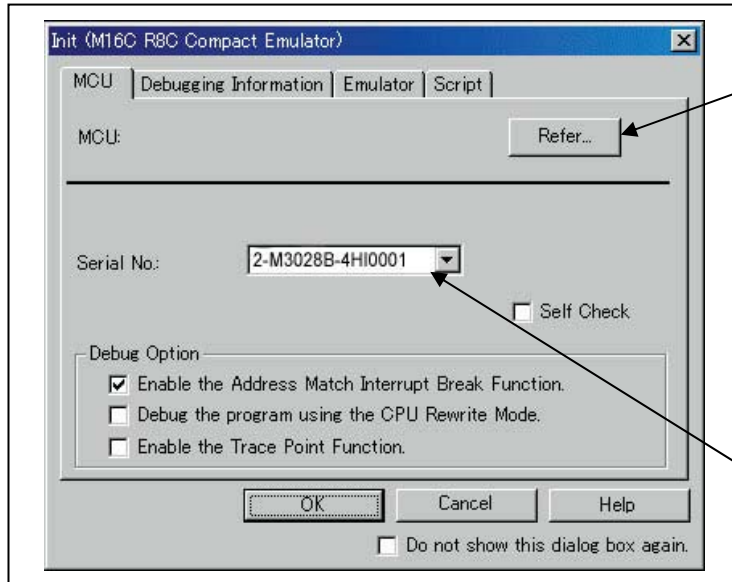 Init (M16C R8C Compact Emulator)
MCU Debugging Information Emulator Script
MCU: Refer...
Serial No.: 2-M3028B-4HI0001
Self Check
Debug Option
Enable the Address Match Interrupt Break Function.
Debug the program using the CPU Rewrite Mode.
Enable the Trace Point Function.
OK Cancel Help
Do not show this dialog box again.